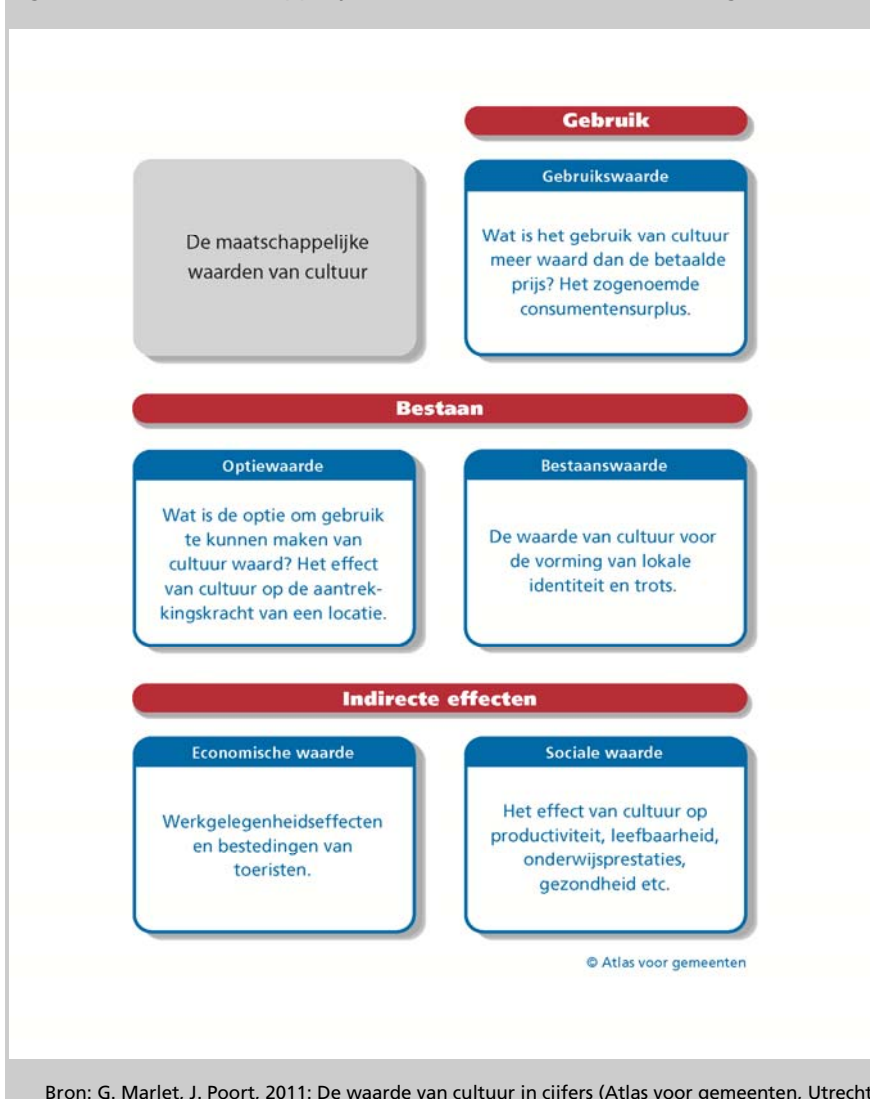 Gebruik
De maatschappelijke
waarden van cultuur
Gebruikswaarde
Wat is het gebruik van cultuur
meer waard dan de betaalde
prijs? Het zogenoemde
consumentensurplus.
Bestaan
Optiewaarde
Wat is de optie om gebruik
te kunnen maken van
cultuur waard? Het effect
van cultuur op de aantrek-
kingskracht van een locatie.
Bestaanswaarde
De waarde van cultuur voor
de vorming van lokale
identiteit en trots.
Indirecte effecten
Economische waarde
Werkgelegenheidseffecten
en bestedingen van
toeristen.
Sociale waarde
Het effect van cultuur op
productiviteit, leefbaarheid,
onderwijsprestaties,
gezondheid etc.
© Atlas voor gemeenten
Bron: G. Marlet, J. Poort, 2011: De waarde van cultuur in cijfers (Atlas voor gemeenten, Utrecht